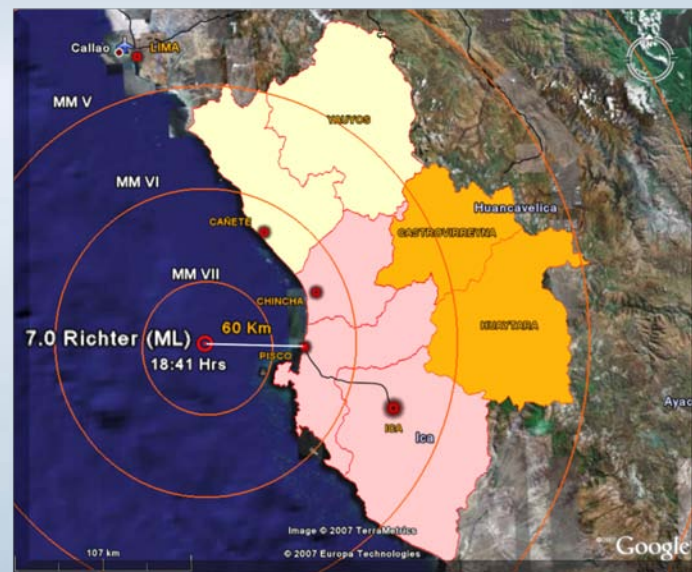 Callao
LIMA
MM V
YAUYOS
MM VI
Huancavelica
CAÑETE
CASTROVIRREYNA
MM VII
CHINCHA
60 Km
HUAYTARA
7.0 Richter (ML)
PISCO
18:41 Hrs
Ayac
ICA
Ica
Image © 2007 TerraMetrics
107 km
© 2007 Europa Technologies
©2007 Google